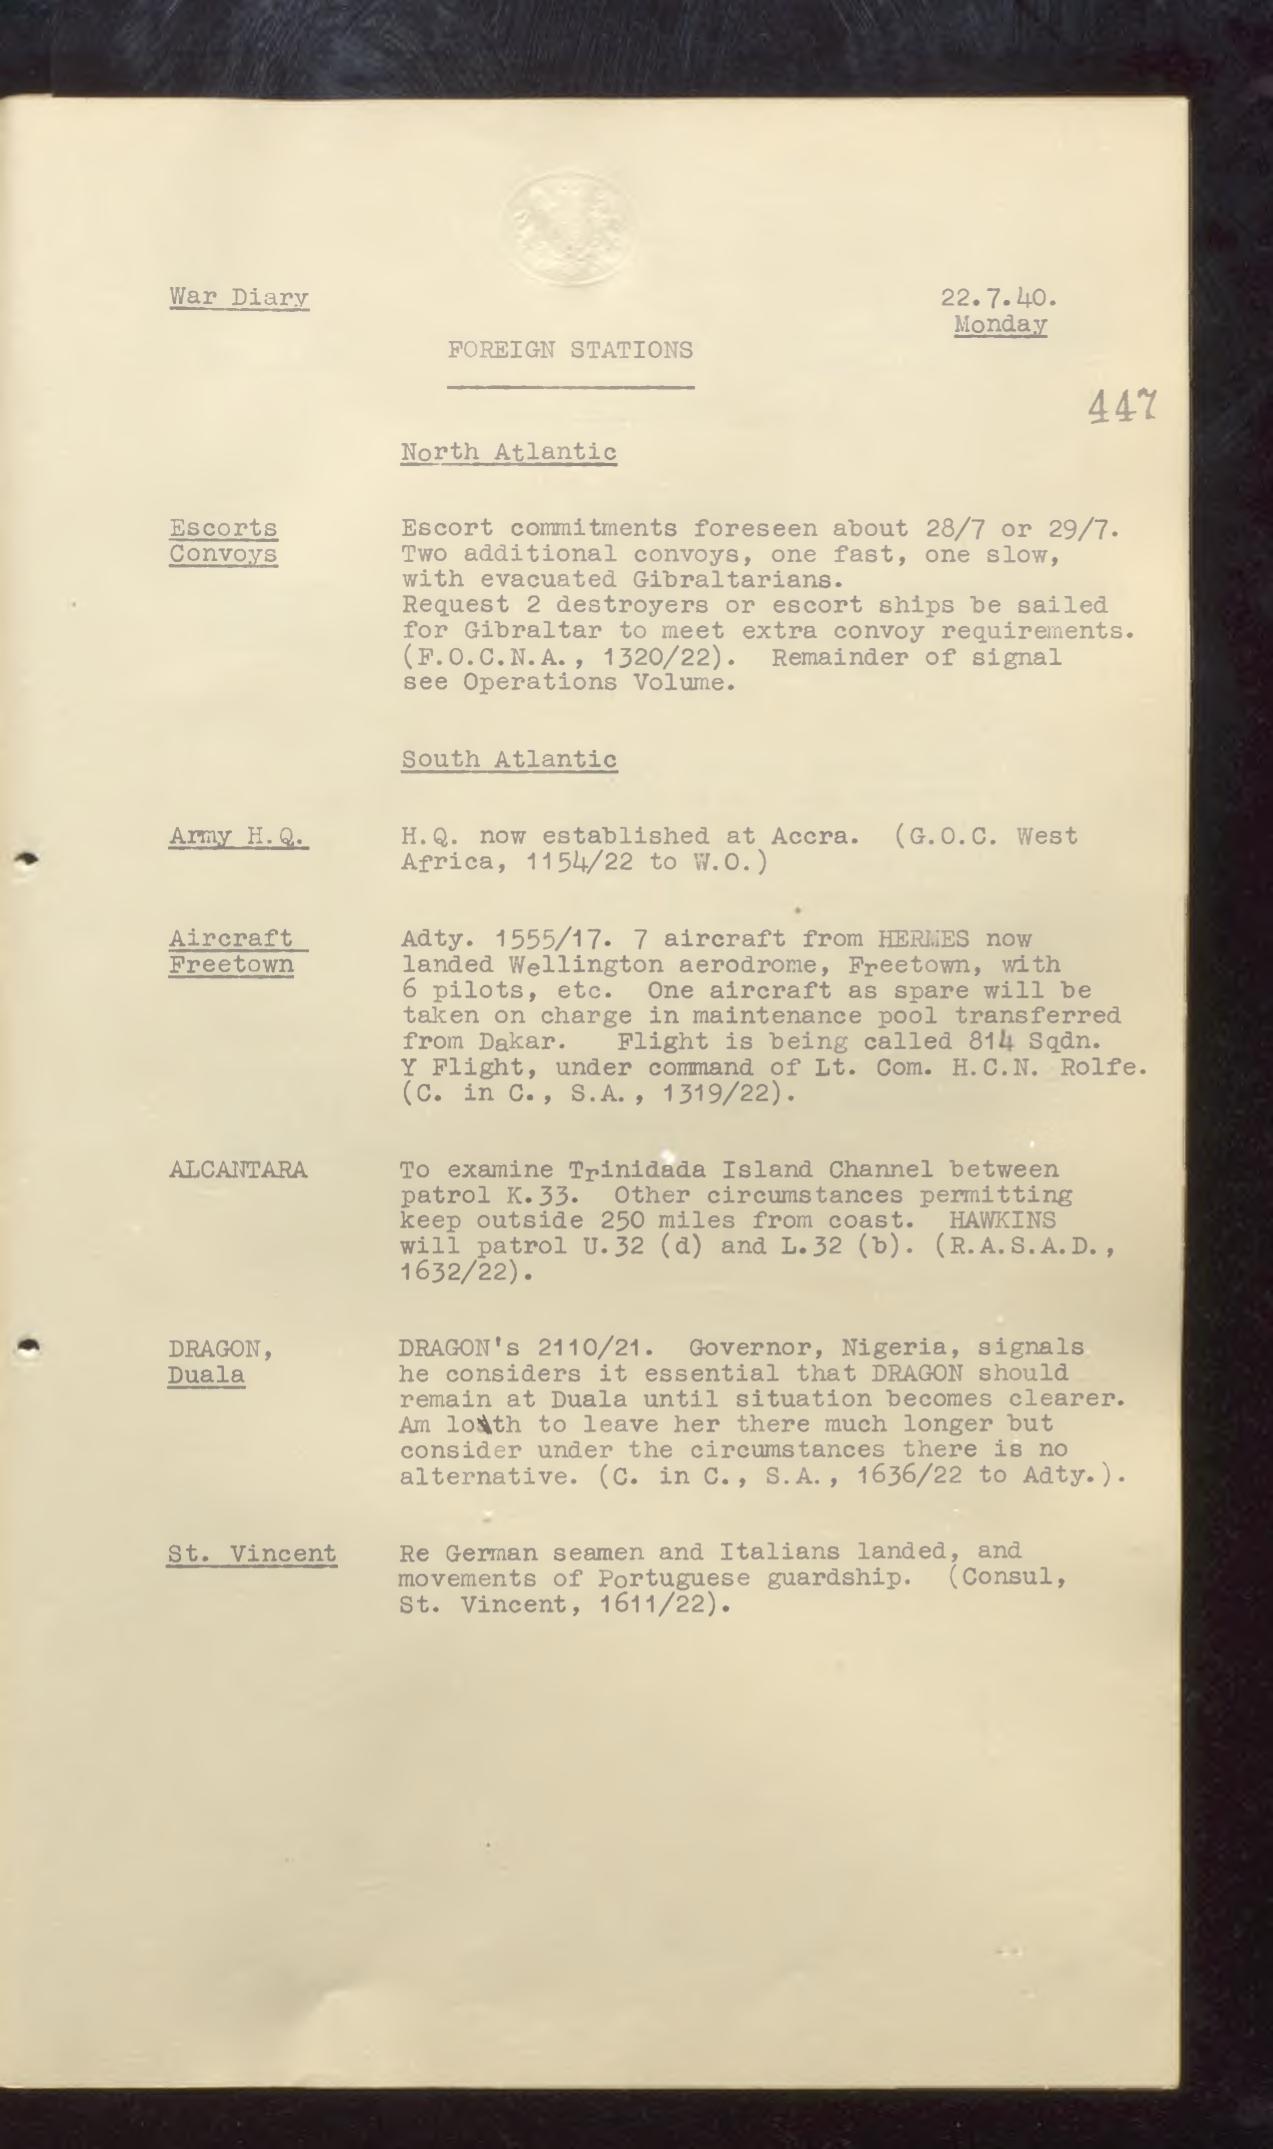 War Diary
22.7.40.
Monday
FOREIGN STATIONS
447
North Atlantic
Escorts
Convoys
Escort commitments foreseen about 28/7 or 29/7.
Two additional convoys, one fast, one slow,
with evacuated Gibraltarians.
Request 2 destroyers or escort ships be sailed
for Gibraltar to meet extra convoy requirements.
(F.O.C.N.A., 1320/22). Remainder of signal
see Operations Volume.
South Atlantic
Army H.Q.
H.Q. now established at Accra. (G.O.C. West
Africa, 1154/22 to W.O.)
Aircraft
Freetown
Adty. 1555/17. 7 aircraft from HERMES now
landed Wellington aerodrome, Freetown, with
6 pilots, etc. One aircraft as spare will be
taken on charge in maintenance pool transferred
from Dakar. Flight is being called 814 Sqdn.
Y Flight, under command of Lt. Com. H.C.N. Rolfe.
(C. in C., S.A., 1319/22).
ALCANTARA
To examine Trinidada Island Channel between
patrol K.33. Other circumstances permitting
keep outside 250 miles from coast. HAWKINS
will patrol U.32 (d) and L.32 (b). (R.A.S.A.D.,
1632/22).
DRAGON,
Duala
DRAGON's 2110/21. Governor, Nigeria, signals
he considers it essential that DRAGON should
remain at Duala until situation becomes clearer.
Am loath to leave her there much longer but
consider under the circumstances there is no
alternative. (C. in C., S.A., 1636/22 to Adty.).
St. Vincent
Re German seamen and Italians landed, and
movements of Portuguese guardship. (Consul,
St. Vincent, 1611/22).